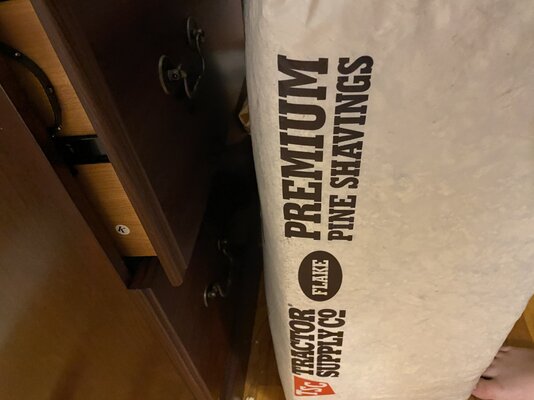 TSC TRACTOR
SUPPLY CO
FLAKE
PREMIUM
PINE SHAVINGS
K